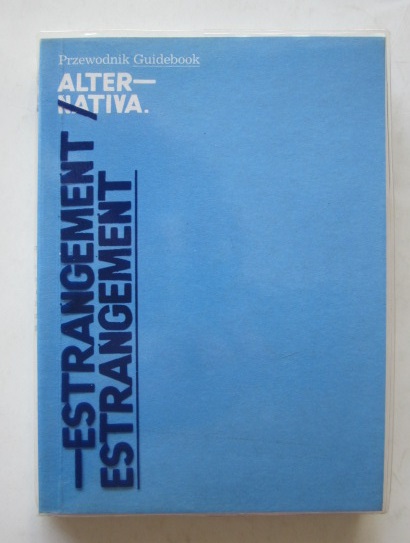 Przewodnik Guidebook
ALTER—
NATIVA.
—ESTRANGEMENT /
ESTRANGEMENT